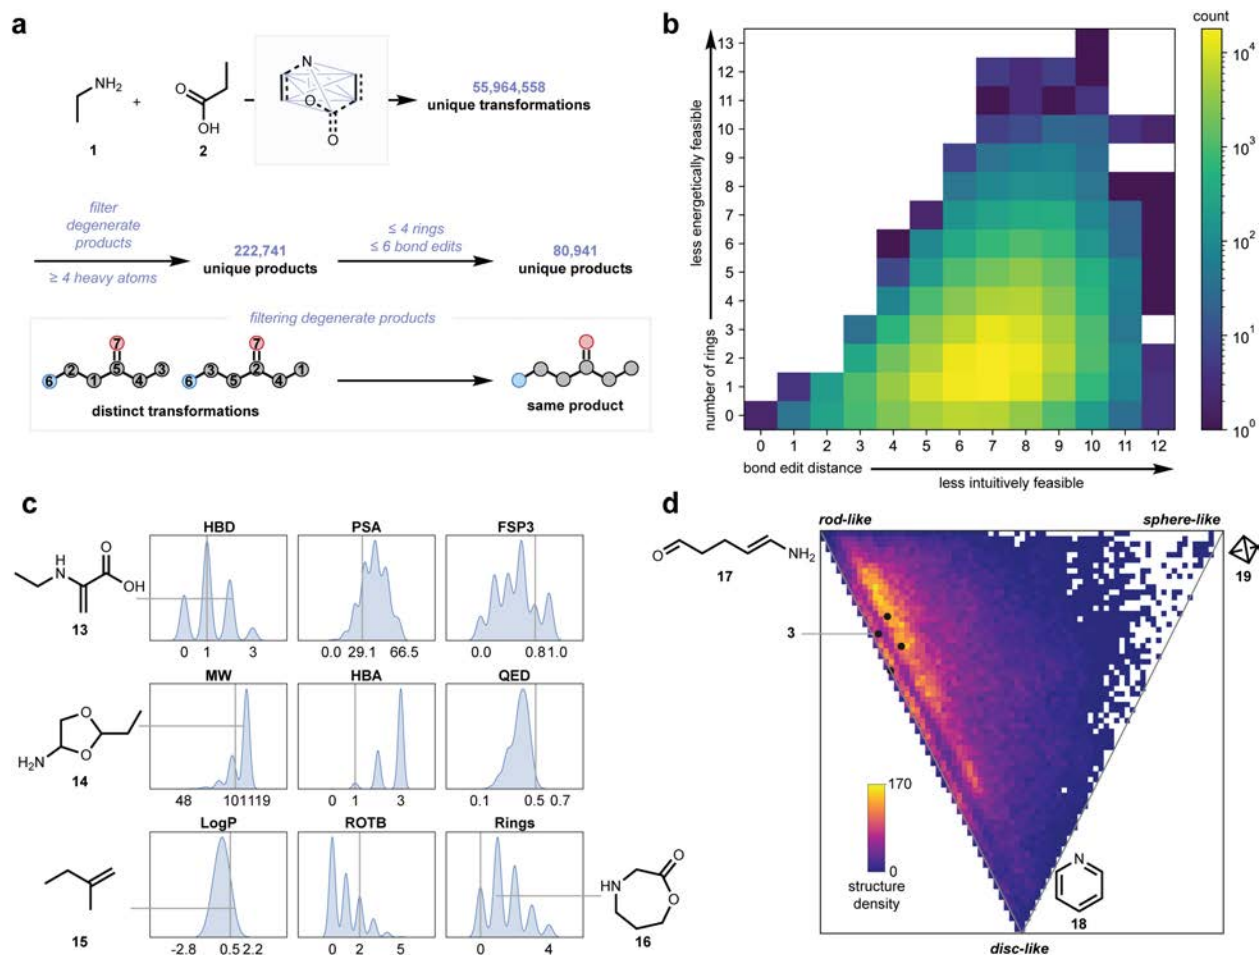 a
NH2
+
OH
O
1
2
N
O
O
55,964,558
unique transformations
filter
degenerate
products
≥ 4 heavy atoms
222,741
unique products
≤ 4 rings
≤ 6 bond edits
80,941
unique products
filtering degenerate products
7
2 5 3
6 1 4
7
3 2 1
6 5 4
distinct transformations
same product
b
count
less energetically feasible
number of rings
13
12
11
10
9
8
7
6
5
4
3
2
1
0
0 1 2 3 4 5 6 7 8 9 10 11 12
bond edit distance
less intuitively feasible
10^4
10^3
10^2
10^1
10^0
c
H
N
O
OH
13
HBD
0 1 3
PSA
0.0 29.1 66.5
FSP3
0.0 0.81.0
O
O
H2N
14
MW
48 101119
HBA
0 1 3
QED
0.1 0.5 0.7
15
LogP
-2.8 0.5 2.2
ROTB
0 2 5
Rings
0 4
O
HN
O
16
d
rod-like
sphere-like
O
NH2
17
19
3
170
0
structure
density
N
18
disc-like